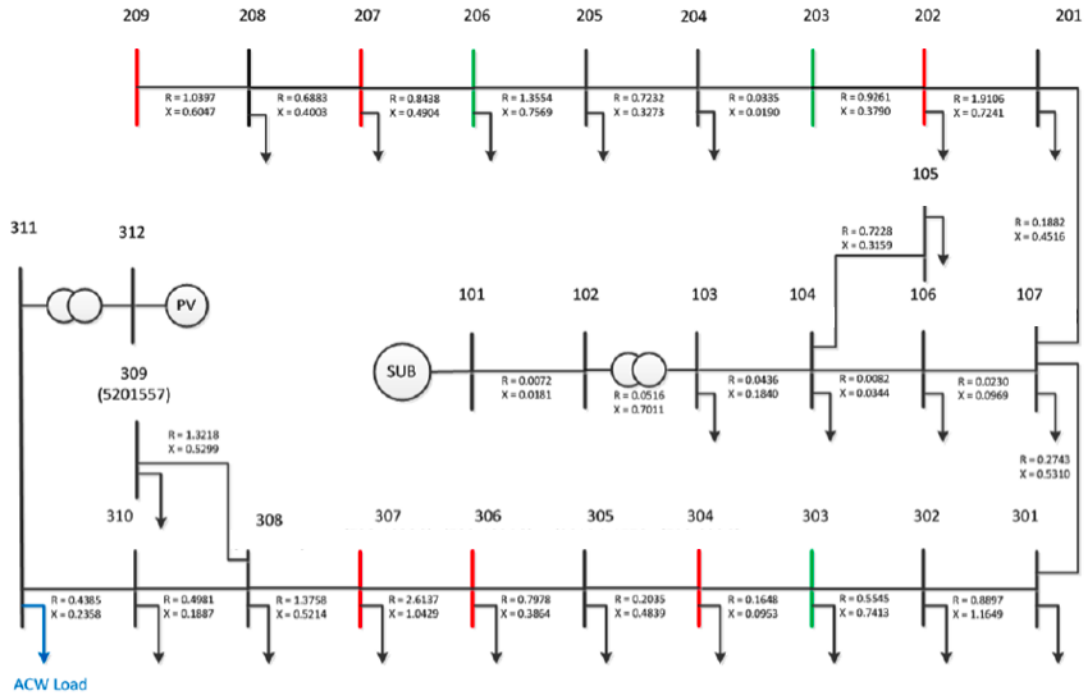 209 208 207 206 205 204 203 202 201
R = 1.0397 R = 0.6883 R = 0.8438 R = 1.3554 R = 0.7232 R = 0.0335 R = 0.9261 R = 1.9106
X = 0.6047 X = 0.4003 X = 0.4904 X = 0.7569 X = 0.3273 X = 0.0190 X = 0.3790 X = 0.7241
105
R = 0.1882
X = 0.4516
R = 0.7228
X = 0.3159
311 312
PV
101 102 103 104 106 107
SUB
R = 0.0072 R = 0.0516 R = 0.0436 R = 0.0082 R = 0.0230
X = 0.0181 X = 0.7011 X = 0.1840 X = 0.0344 X = 0.0969
309
(5201557)
R = 1.3218
X = 0.5299
R = 0.2743
X = 0.5310
310 308 307 306 305 304 303 302 301
R = 0.4385 R = 0.4981 R = 1.3758 R = 2.6137 R = 0.7978 R = 0.2035 R = 0.1648 R = 0.5545 R = 0.8897
X = 0.2358 X = 0.1887 X = 0.5214 X = 1.0429 X = 0.3864 X = 0.4839 X = 0.0953 X = 0.7413 X = 1.1649
ACW Load